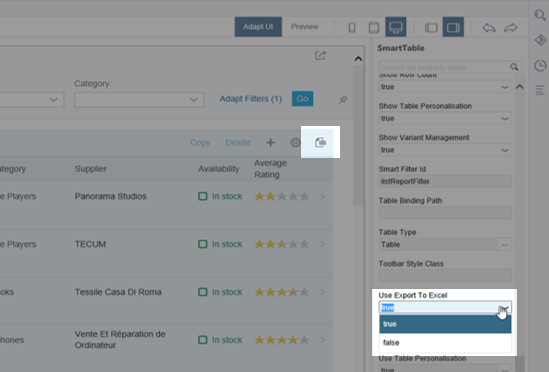 Adapt UI
Preview
SmartTable
Search for property name
Show Row Count
true
Category:
Adapt Filters (1)
Go
Show Table Personalisation
true
Show Variant Management
true
Copy
Delete
Smart Filter Id
listReportFilter
Supplier
Availability
Average
Rating
Table Binding Path
Players
Panorama Studios
In stock
Table Type
Table
Players
TECUM
In stock
Toolbar Style Class
Tessile Casa Di Roma
In stock
Use Export To Excel
true
true
false
Vente Et Réparation de
Ordinateur
In stock
Use Table Personalisation
true